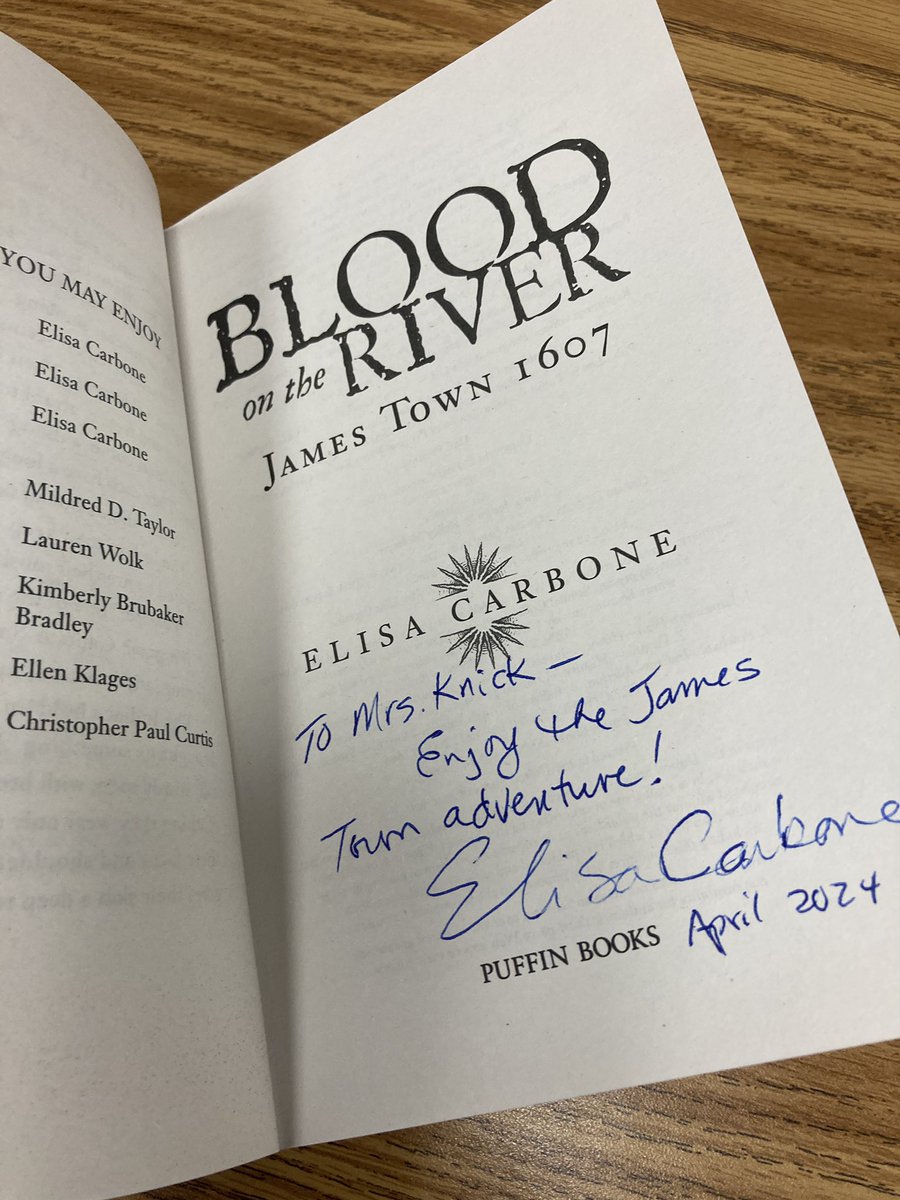 YOU MAY ENJOY
Elisa Carbone
Elisa Carbone
Elisa Carbone
Mildred D. Taylor
Lauren Wolk
Kimberly Brubaker
Bradley
Ellen Klages
Christopher Paul Curtis
BLOOD
on the RIVER
JAMES TOWN 1607
ELISA CARBONE
To Mrs. Knick —
Enjoy the James
Town adventure!
Elisa Carbone
April 2024
PUFFIN BOOKS